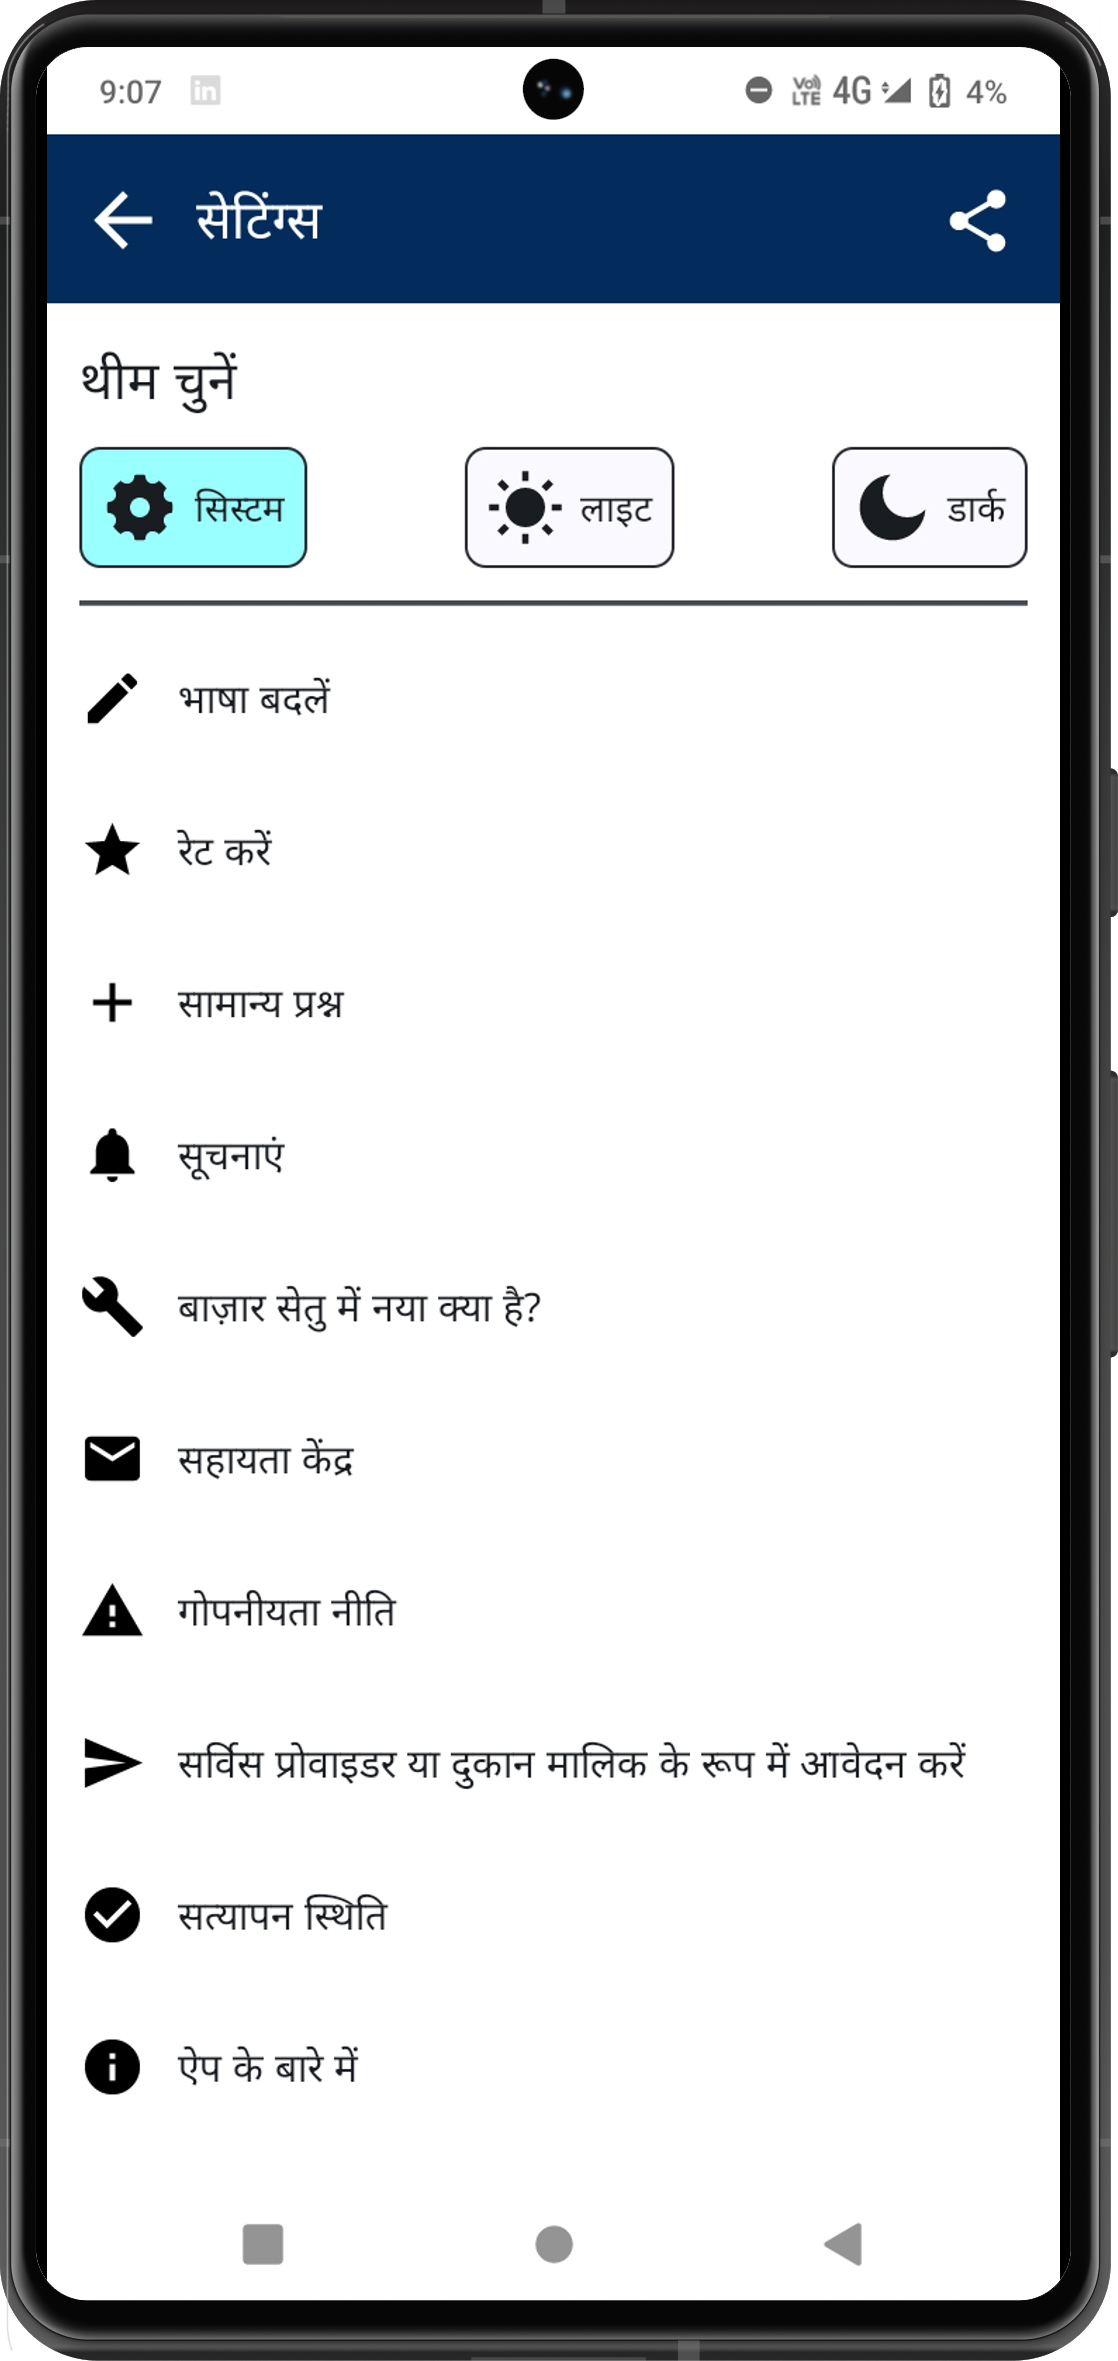 9:07 in Vo) LTE 4G 4%
सेटिंग्स
थीम चुनें
सिस्टम लाइट डार्क
भाषा बदलें
रेट करें
सामान्य प्रश्न
सूचनाएं
बाज़ार सेतु में नया क्या है?
सहायता केंद्र
गोपनीयता नीति
सर्विस प्रोवाइडर या दुकान मालिक के रूप में आवेदन करें
सत्यापन स्थिति
ऐप के बारे में